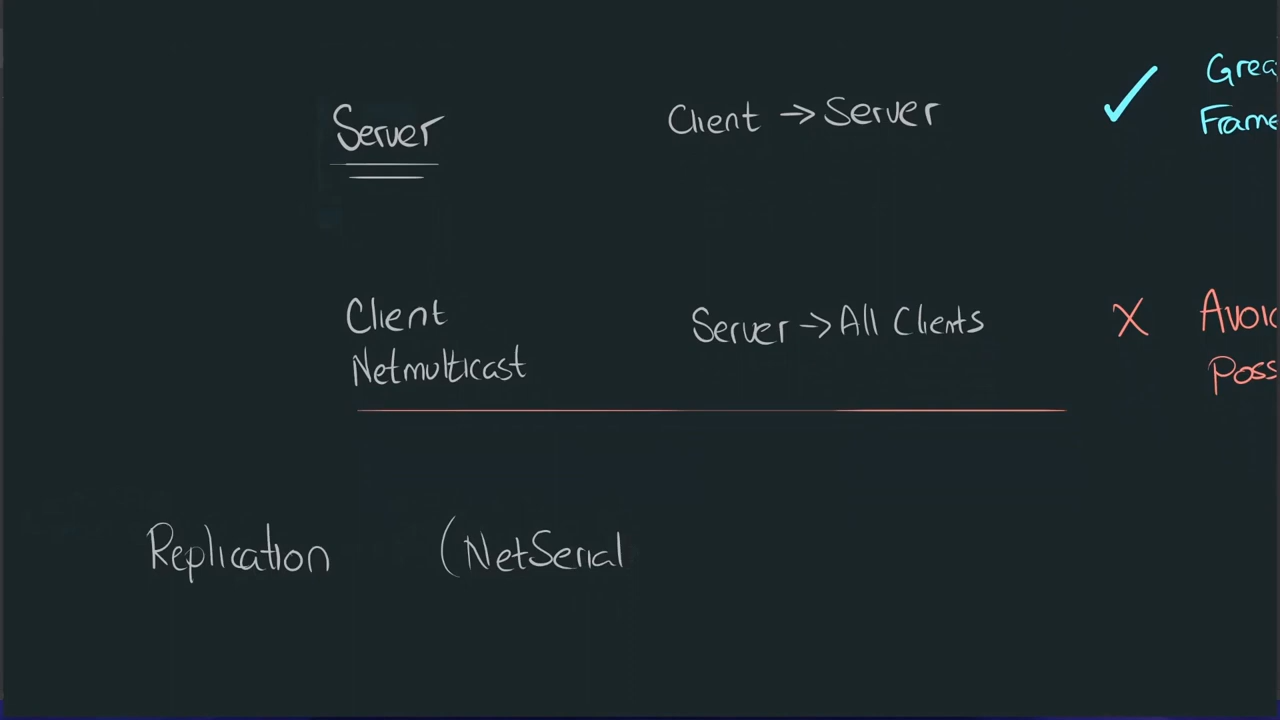 Server
Client → Server
✓
Client
Netmulticast
Server → All Clients
X
Replication (NetSerial